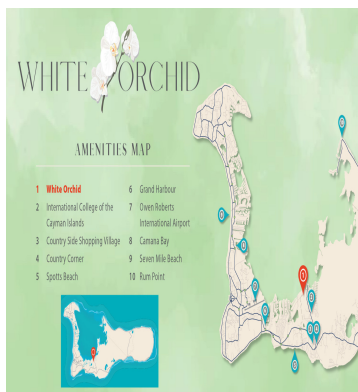 WHITE ORCHID
AMENITIES MAP
1 White Orchid
2 International College of the
Cayman Islands
3 Country Side Shopping Village
4 Country Corner
5 Spotts Beach
6 Grand Harbour
7 Owen Roberts
International Airport
8 Camana Bay
9 Seven Mile Beach
10 Rum Point